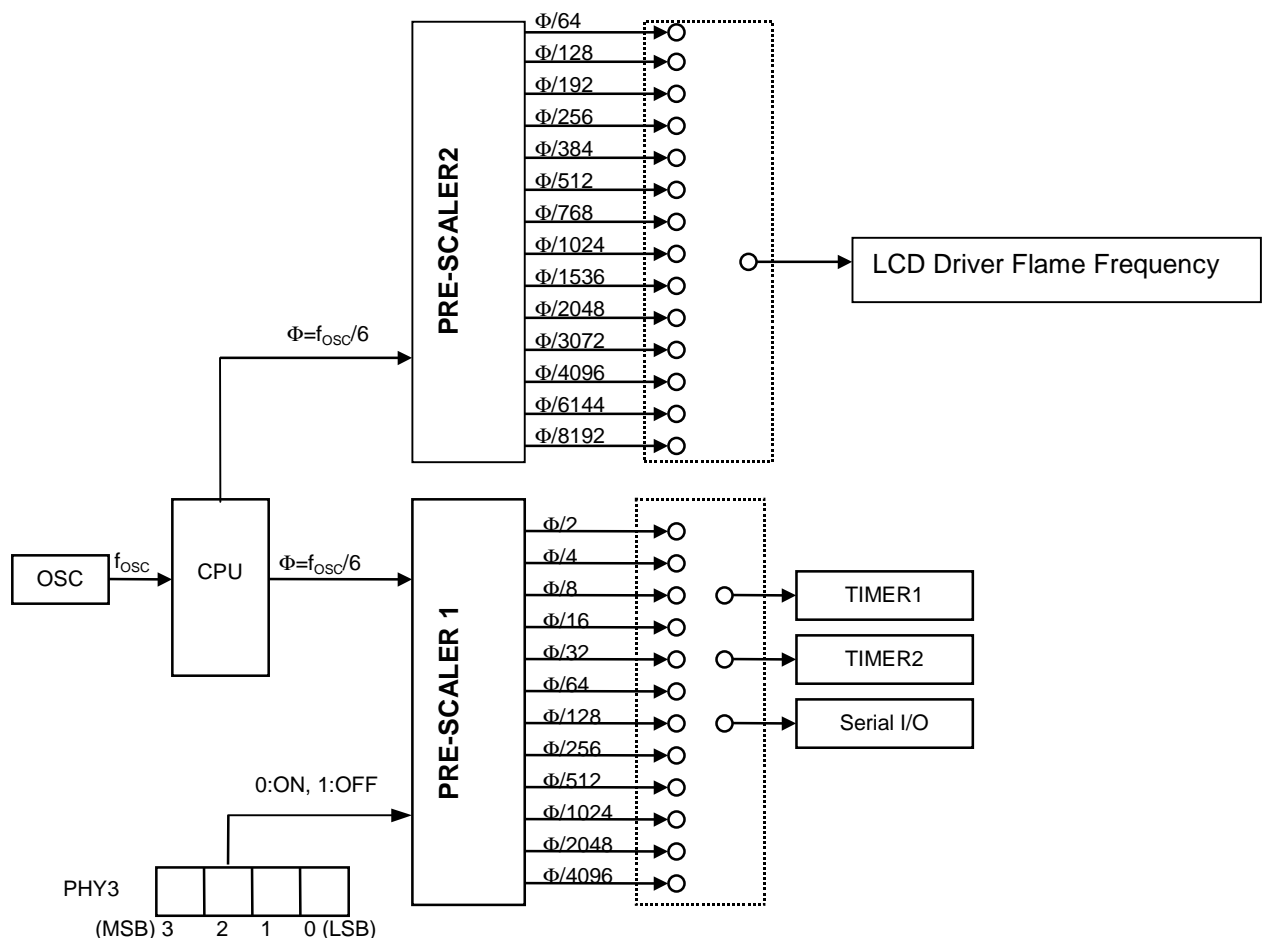 Φ/64
Φ/128
Φ/192
Φ/256
Φ/384
Φ/512
Φ/768
Φ/1024
Φ/1536
Φ/2048
Φ/3072
Φ/4096
Φ/6144
Φ/8192
PRE-SCALER2
LCD Driver Flame Frequency
Φ=fOSC/6
OSC
fOSC
CPU
Φ=fOSC/6
PRE-SCALER 1
Φ/2
Φ/4
Φ/8
Φ/16
Φ/32
Φ/64
Φ/128
Φ/256
Φ/512
Φ/1024
Φ/2048
Φ/4096
TIMER1
TIMER2
Serial I/O
0:ON, 1:OFF
PHY3
(MSB) 3 2 1 0 (LSB)